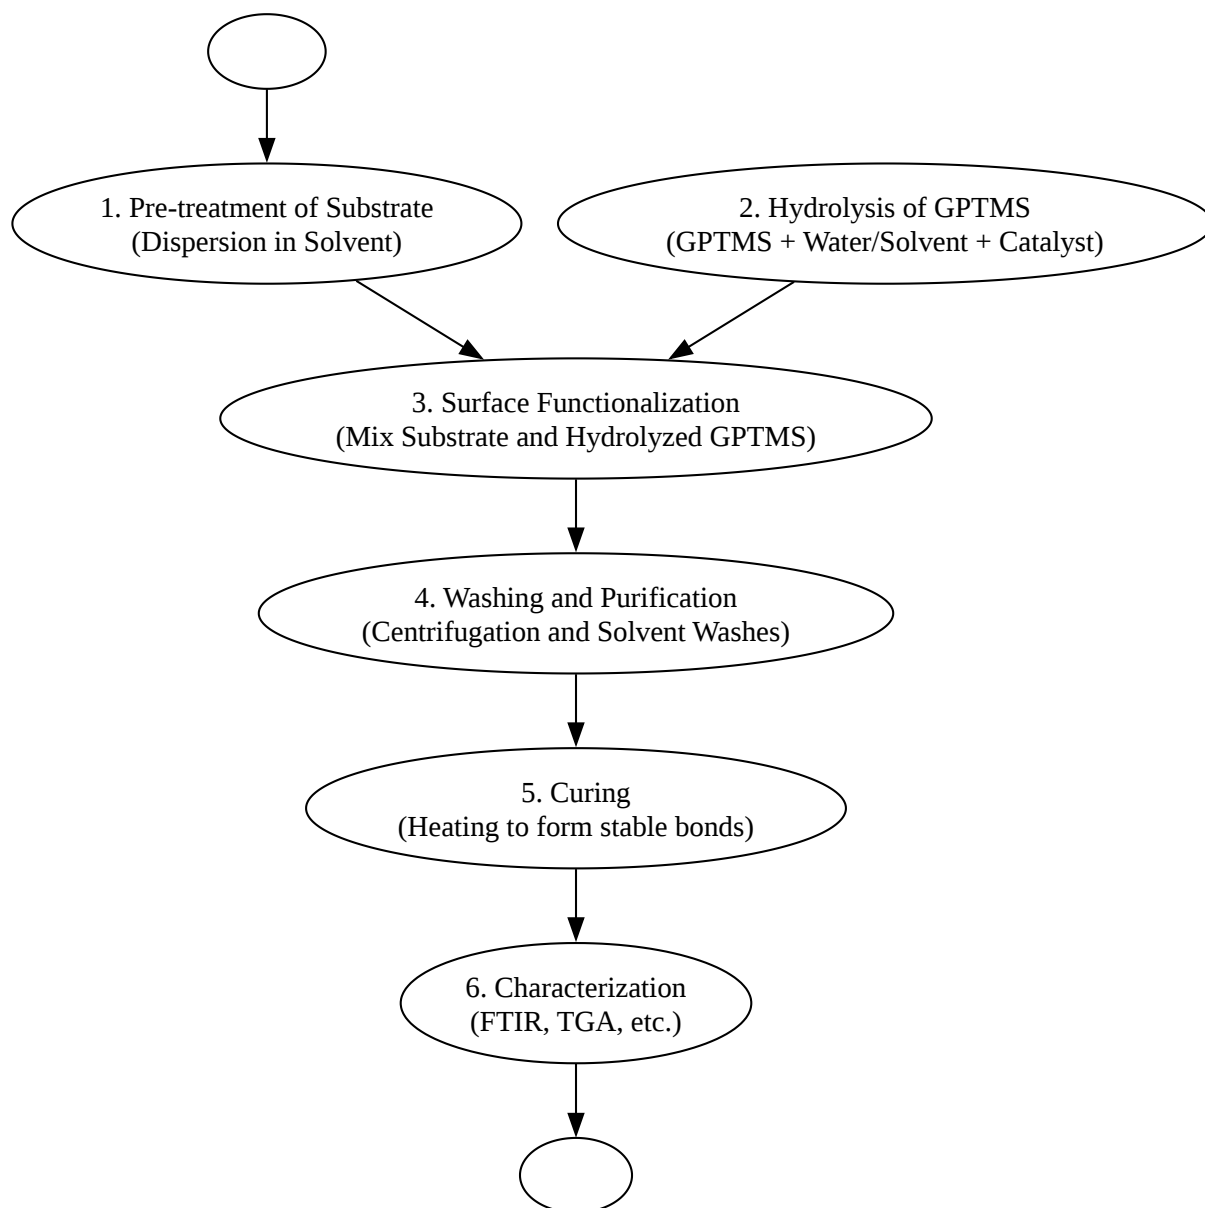 1. Pre-treatment of Substrate
(Dispersion in Solvent)
2. Hydrolysis of GPTMS
(GPTMS + Water/Solvent + Catalyst)
3. Surface Functionalization
(Mix Substrate and Hydrolyzed GPTMS)
4. Washing and Purification
(Centrifugation and Solvent Washes)
5. Curing
(Heating to form stable bonds)
6. Characterization
(FTIR, TGA, etc.)